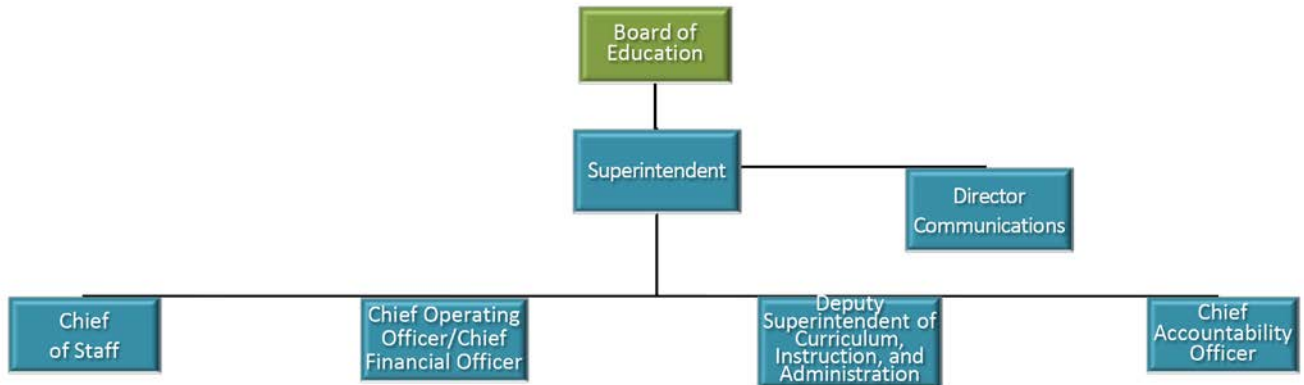 Board of
Education
Superintendent
Director
Communications
Chief
of Staff
Chief Operating
Officer/Chief
Financial Officer
Deputy
Superintendent of
Curriculum,
Instruction, and
Administration
Chief
Accountability
Officer